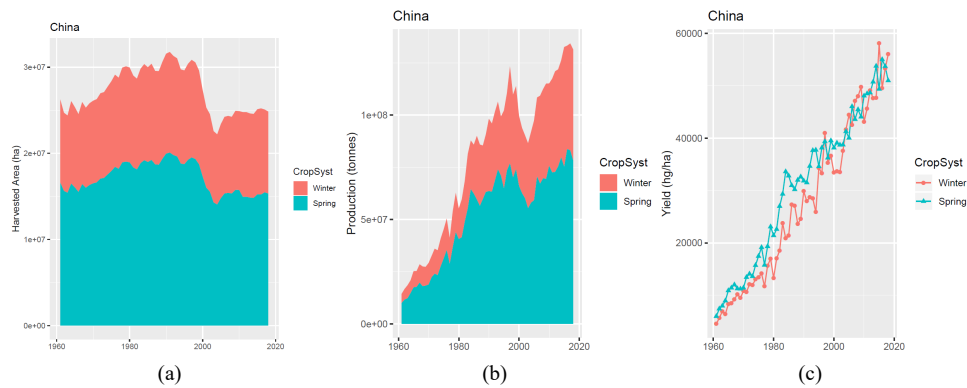 China
Harvested Area (ha)
3e+07
2e+07
1e+07
0e+00
1960
1980
2000
2020
CropSyst
Winter
Spring
(a)
China
Production (tonnes)
1e+08
5e+07
0e+00
1960
1980
2000
2020
CropSyst
Winter
Spring
(b)
China
Yield (hg/ha)
60000
40000
20000
1960
1980
2000
2020
CropSyst
Winter
Spring
(c)